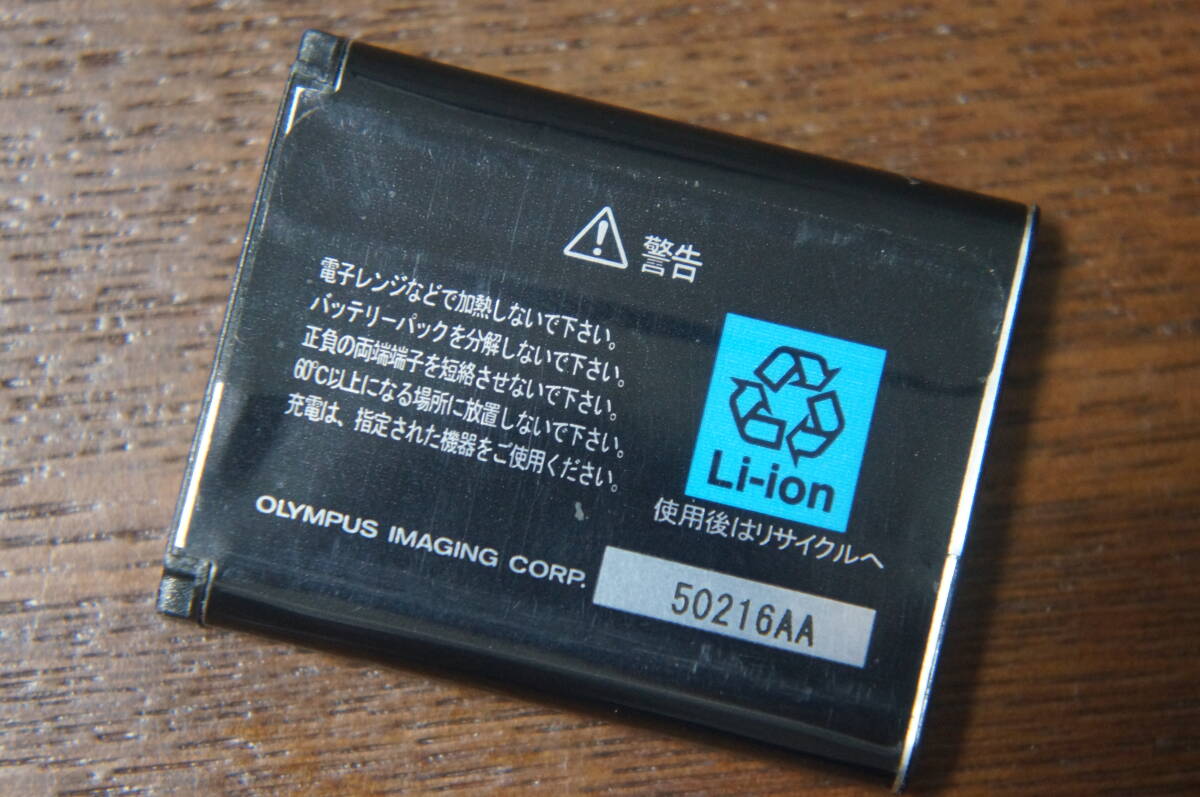 警告
電子レンジなどで加熱しないで下さい。
バッテリーパックを分解しないで下さい。
正負の両端端子を短絡させないで下さい。
60℃以上になる場所に放置しないで下さい。
充電は、指定された機器をご使用ください。
Li-ion
使用後はリサイクルへ
OLYMPUS IMAGING CORP.
50216AA